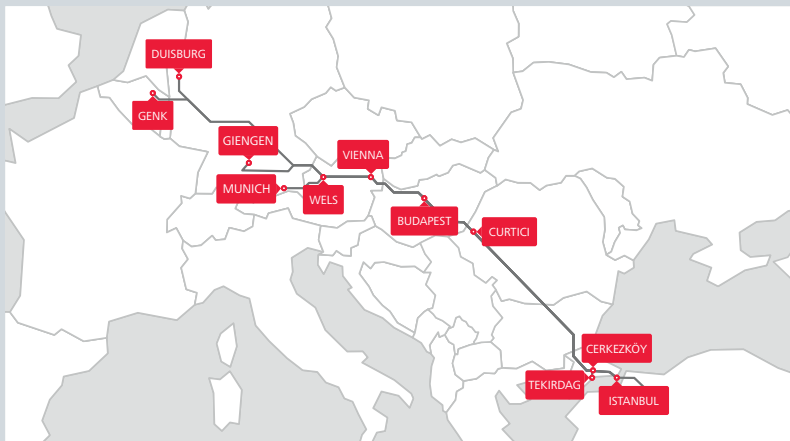 DUISBURG
GENK
GIENGEN
VIENNA
MUNICH
WELS
BUDAPEST
CURTICI
CERKEZKÖY
TEKIRDAG
ISTANBUL